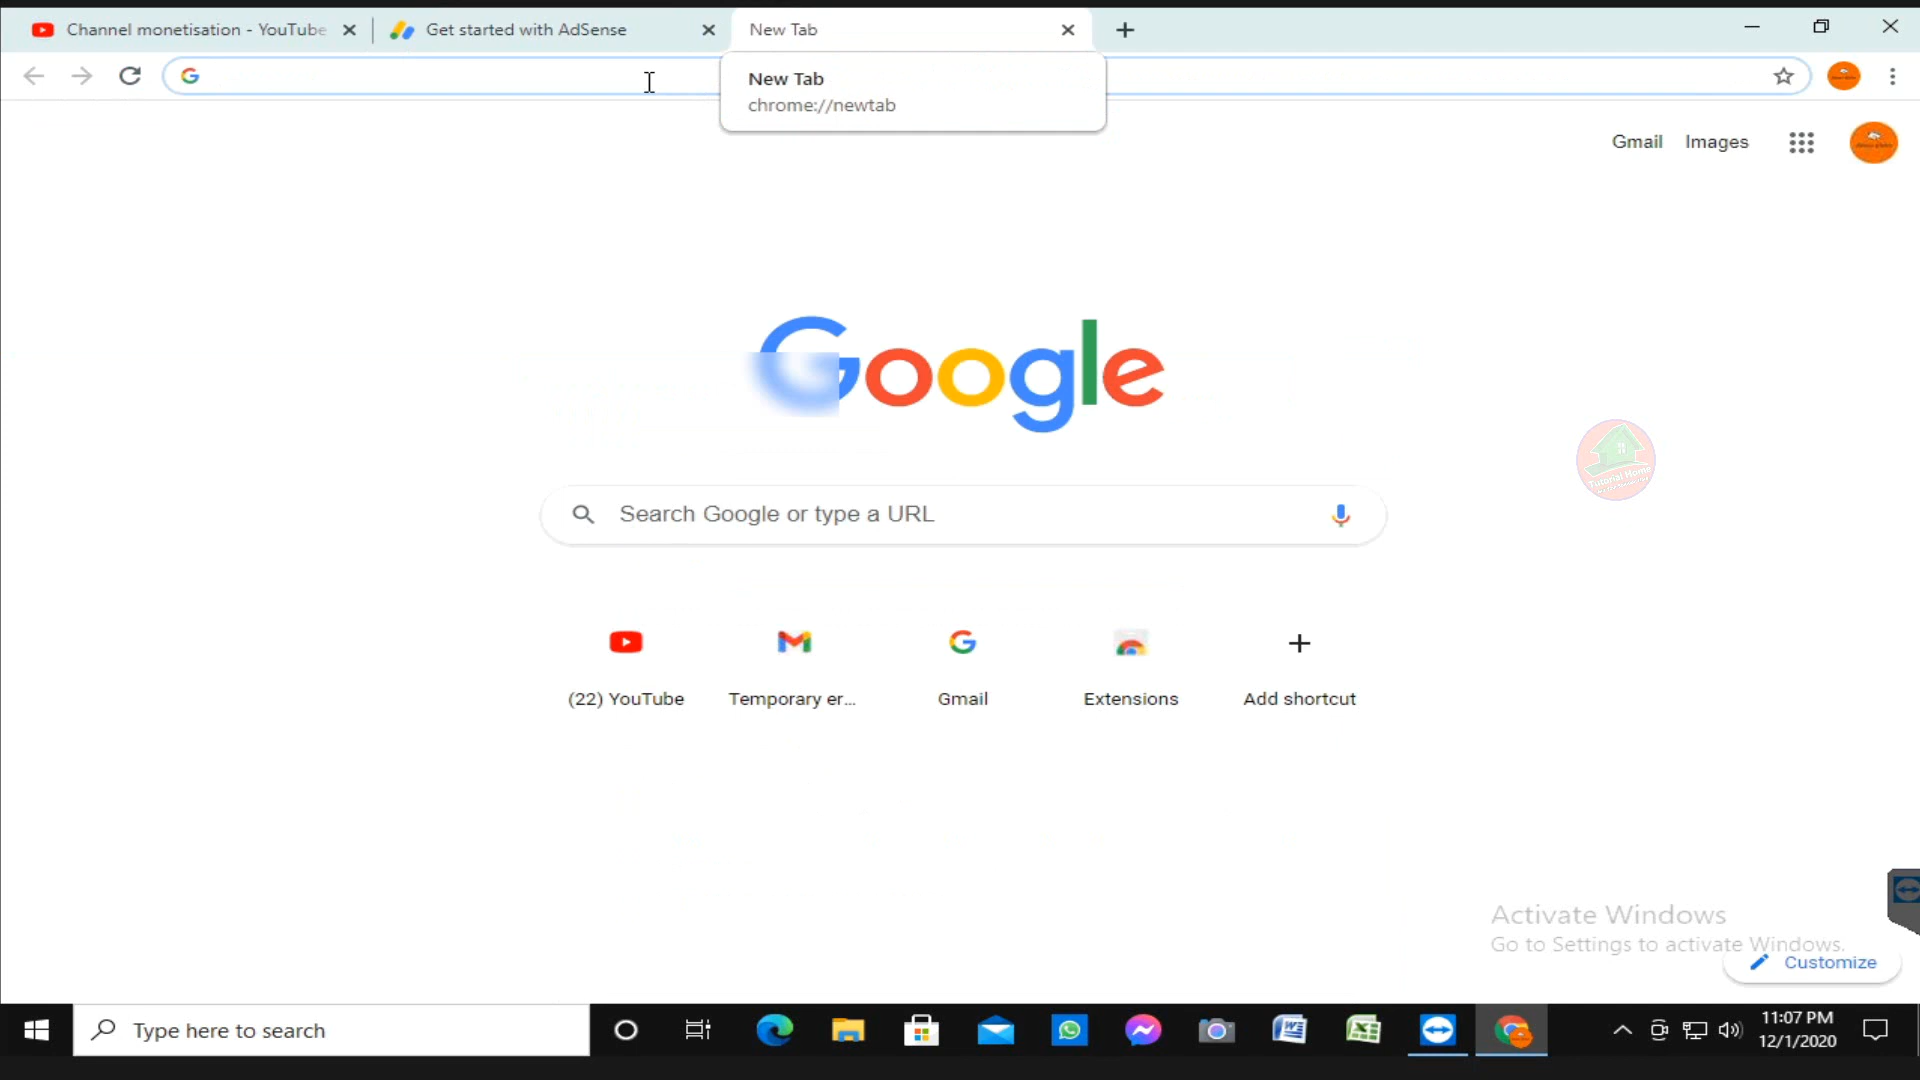 Channel monetisation - YouTube
Get started with AdSense
New Tab
New Tab
chrome://newtab
Gmail
Images
Google
Tutorial Home
Search Google or type a URL
(22) YouTube
Temporary er...
Gmail
Extensions
Add shortcut
Activate Windows
Go to Settings to activate Windows.
Customize
Type here to search
11:07 PM
12/1/2020